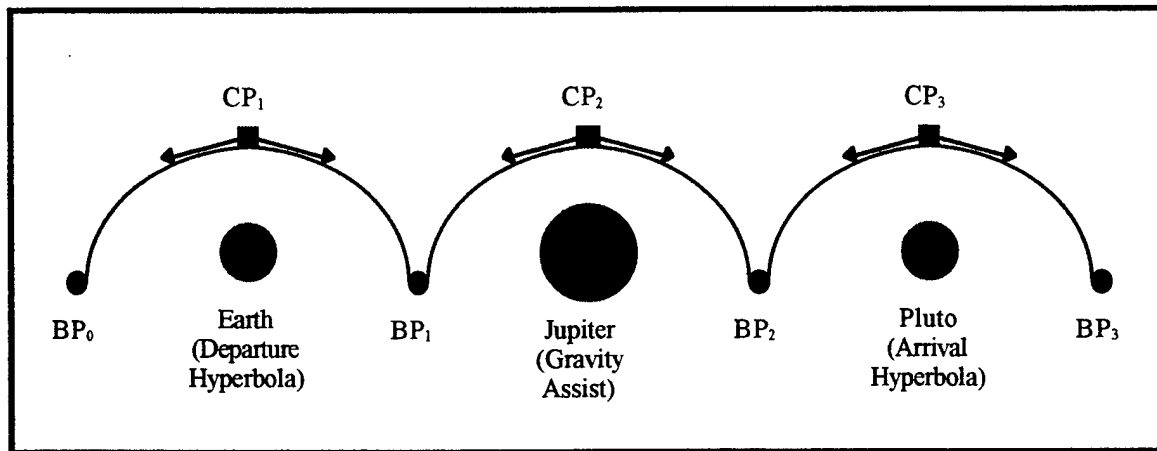 CP₁
CP₂
CP₃
BP₀
Earth
(Departure
Hyperbola)
BP₁
Jupiter
(Gravity
Assist)
BP₂
Pluto
(Arrival
Hyperbola)
BP₃